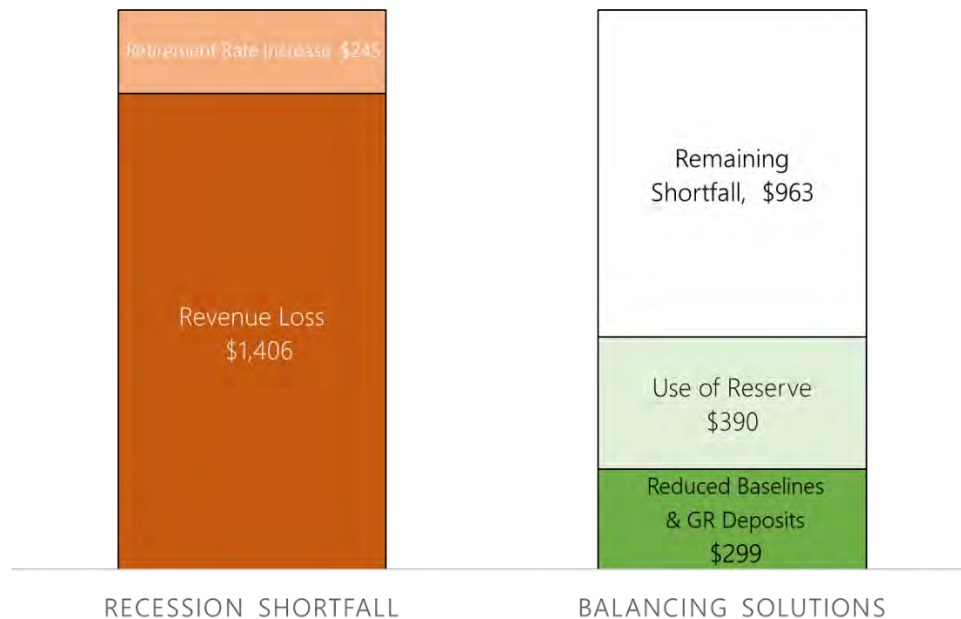 Retirement Rate Increase $245
Revenue Loss
$1,406
Remaining
Shortfall, $963
Use of Reserve
$390
Reduced Baselines
& GR Deposits
$299
RECESSION SHORTFALL
BALANCING SOLUTIONS